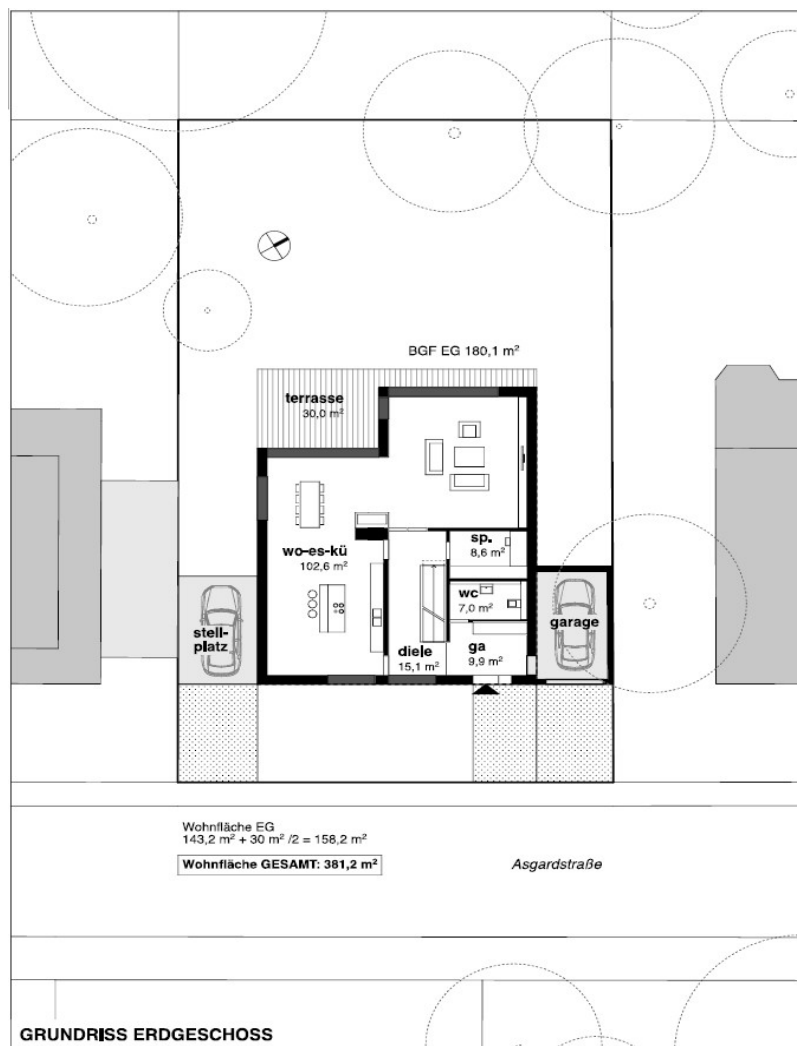 BGF EG 180,1 m²
terrasse
30,0 m²
wo-es-kü
102,6 m²
sp.
8,6 m²
wc
7,0 m²
garage
stell-
platz
diele
15,1 m²
ga
9,9 m²
Wohnfläche EG
143,2 m² + 30 m² /2 = 158,2 m²
Wohnfläche GESAMT: 381,2 m²
Asgardstraße
GRUNDRISS ERDGESCHOSS